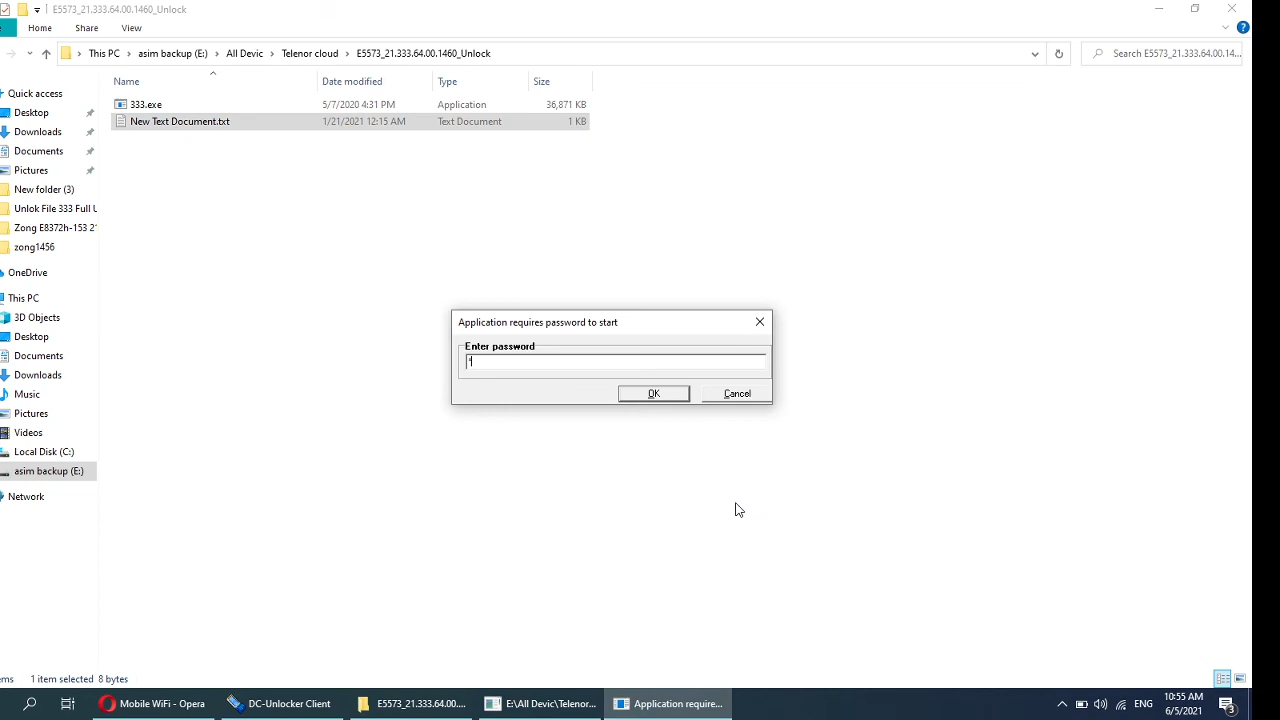 E5573_21.333.64.00.1460_Unlock
Home Share View
This PC › asim backup (E:) › All Devic › Telenor cloud › E5573_21.333.64.00.1460_Unlock
Search E5573_21.333.64.00.14...
Name Date modified Type Size
333.exe 5/7/2020 4:31 PM Application 36,871 KB
New Text Document.txt 1/21/2021 12:15 AM Text Document 1 KB
Quick access
Desktop
Downloads
Documents
Pictures
New folder (3)
Unlok File 333 Full U
Zong E8372h-153 2
zong1456
OneDrive
This PC
3D Objects
Desktop
Documents
Downloads
Music
Pictures
Videos
Local Disk (C:)
asim backup (E:)
Network
Application requires password to start
Enter password
*
OK Cancel
ms 1 item selected 8 bytes
Mobile WiFi - Opera
DC-Unlocker Client
E5573_21.333.64.00....
E:\All Devic\Telenor...
Application require...
ENG
10:55 AM
6/5/2021
3